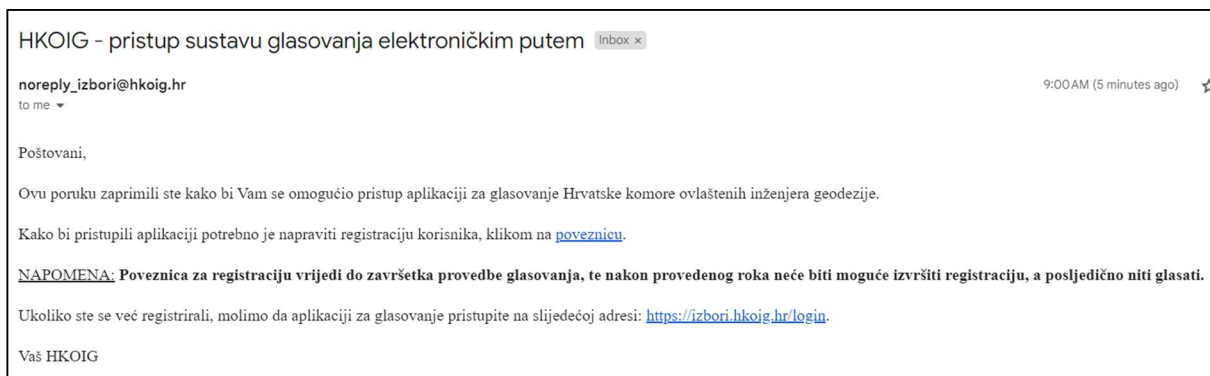 HKOIG - pristup sustavu glasovanja elektroničkim putem Inbox ×
noreply_izbori@hkoig.hr 9:00 AM (5 minutes ago)
to me
Poštovani,
Ovu poruku zaprimili ste kako bi Vam se omogućio pristup aplikaciji za glasovanje Hrvatske komore ovlaštenih inženjera geodezije.
Kako bi pristupili aplikaciji potrebno je napraviti registraciju korisnika, klikom na poveznicu.
NAPOMENA: Poveznica za registraciju vrijedi do završetka provedbe glasovanja, te nakon provedenog roka neće biti moguće izvršiti registraciju, a posljedično niti glasati.
Ukoliko ste se već registrirali, molimo da aplikaciji za glasovanje pristupite na slijedećoj adresi: https://izbori.hkoig.hr/login.
Vaš HKOIG